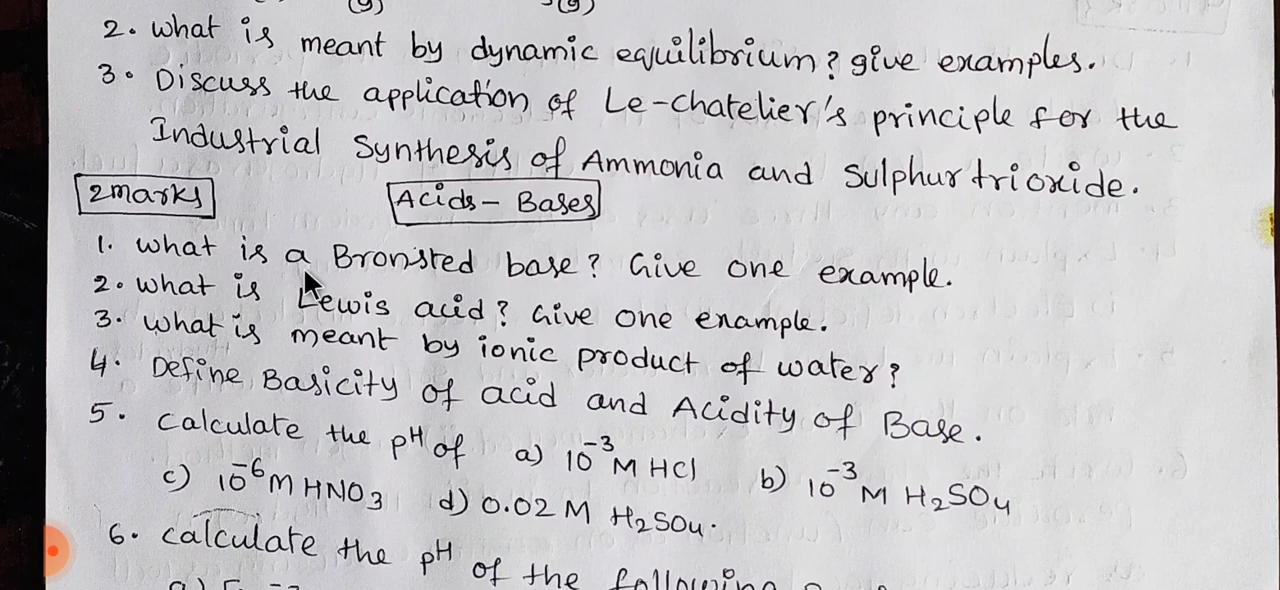 (g) 3(g)
2. what is meant by dynamic equilibrium? give examples.
3. Discuss the application of Le-chatelier's principle for the
Industrial Synthesis of Ammonia and Sulphur trioxide.
2marks Acids - Bases
1. what is a Bronsted base? Give one example.
2. what is Lewis acid? Give one example.
3. what is meant by ionic product of water?
4. Define Basicity of acid and Acidity of Base.
5. calculate the pH of a) 10⁻³M HCl b) 10⁻³M H₂SO₄
c) 10⁻⁶M HNO₃ d) 0.02 M H₂SO₄.
6. calculate the pH of the following